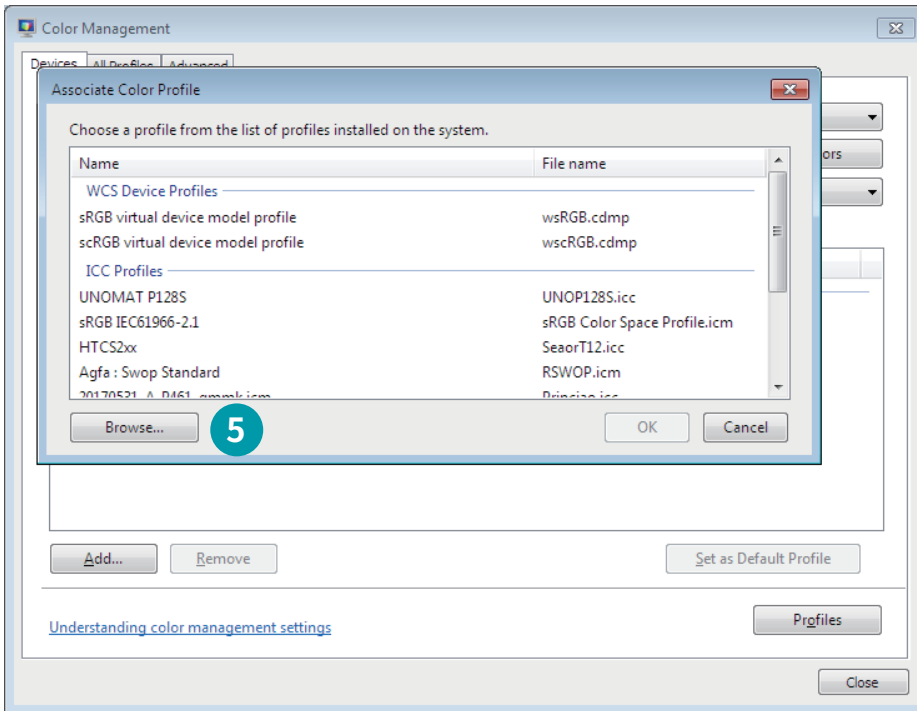 Color Management
Devices All Profiles Advanced
Associate Color Profile
Choose a profile from the list of profiles installed on the system.
Name File name
WCS Device Profiles
sRGB virtual device model profile wsRGB.cdmp
scRGB virtual device model profile wscRGB.cdmp
ICC Profiles
UNOMAT P128S UNOP128S.icc
sRGB IEC61966-2.1 sRGB Color Space Profile.icm
HTCS2xx SeaorT12.icc
Agfa : Swop Standard RSWOP.icm
20170531_A_P461_qmmk.icm
Browse... 5 OK Cancel
ors
Add... Remove Set as Default Profile
Understanding color management settings Profiles
Close